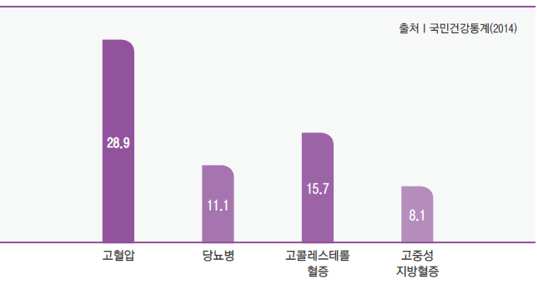 출처 | 국민건강통계(2014)
28.9
11.1
15.7
8.1
고혈압
당뇨병
고콜레스테롤
혈증
고중성
지방혈증